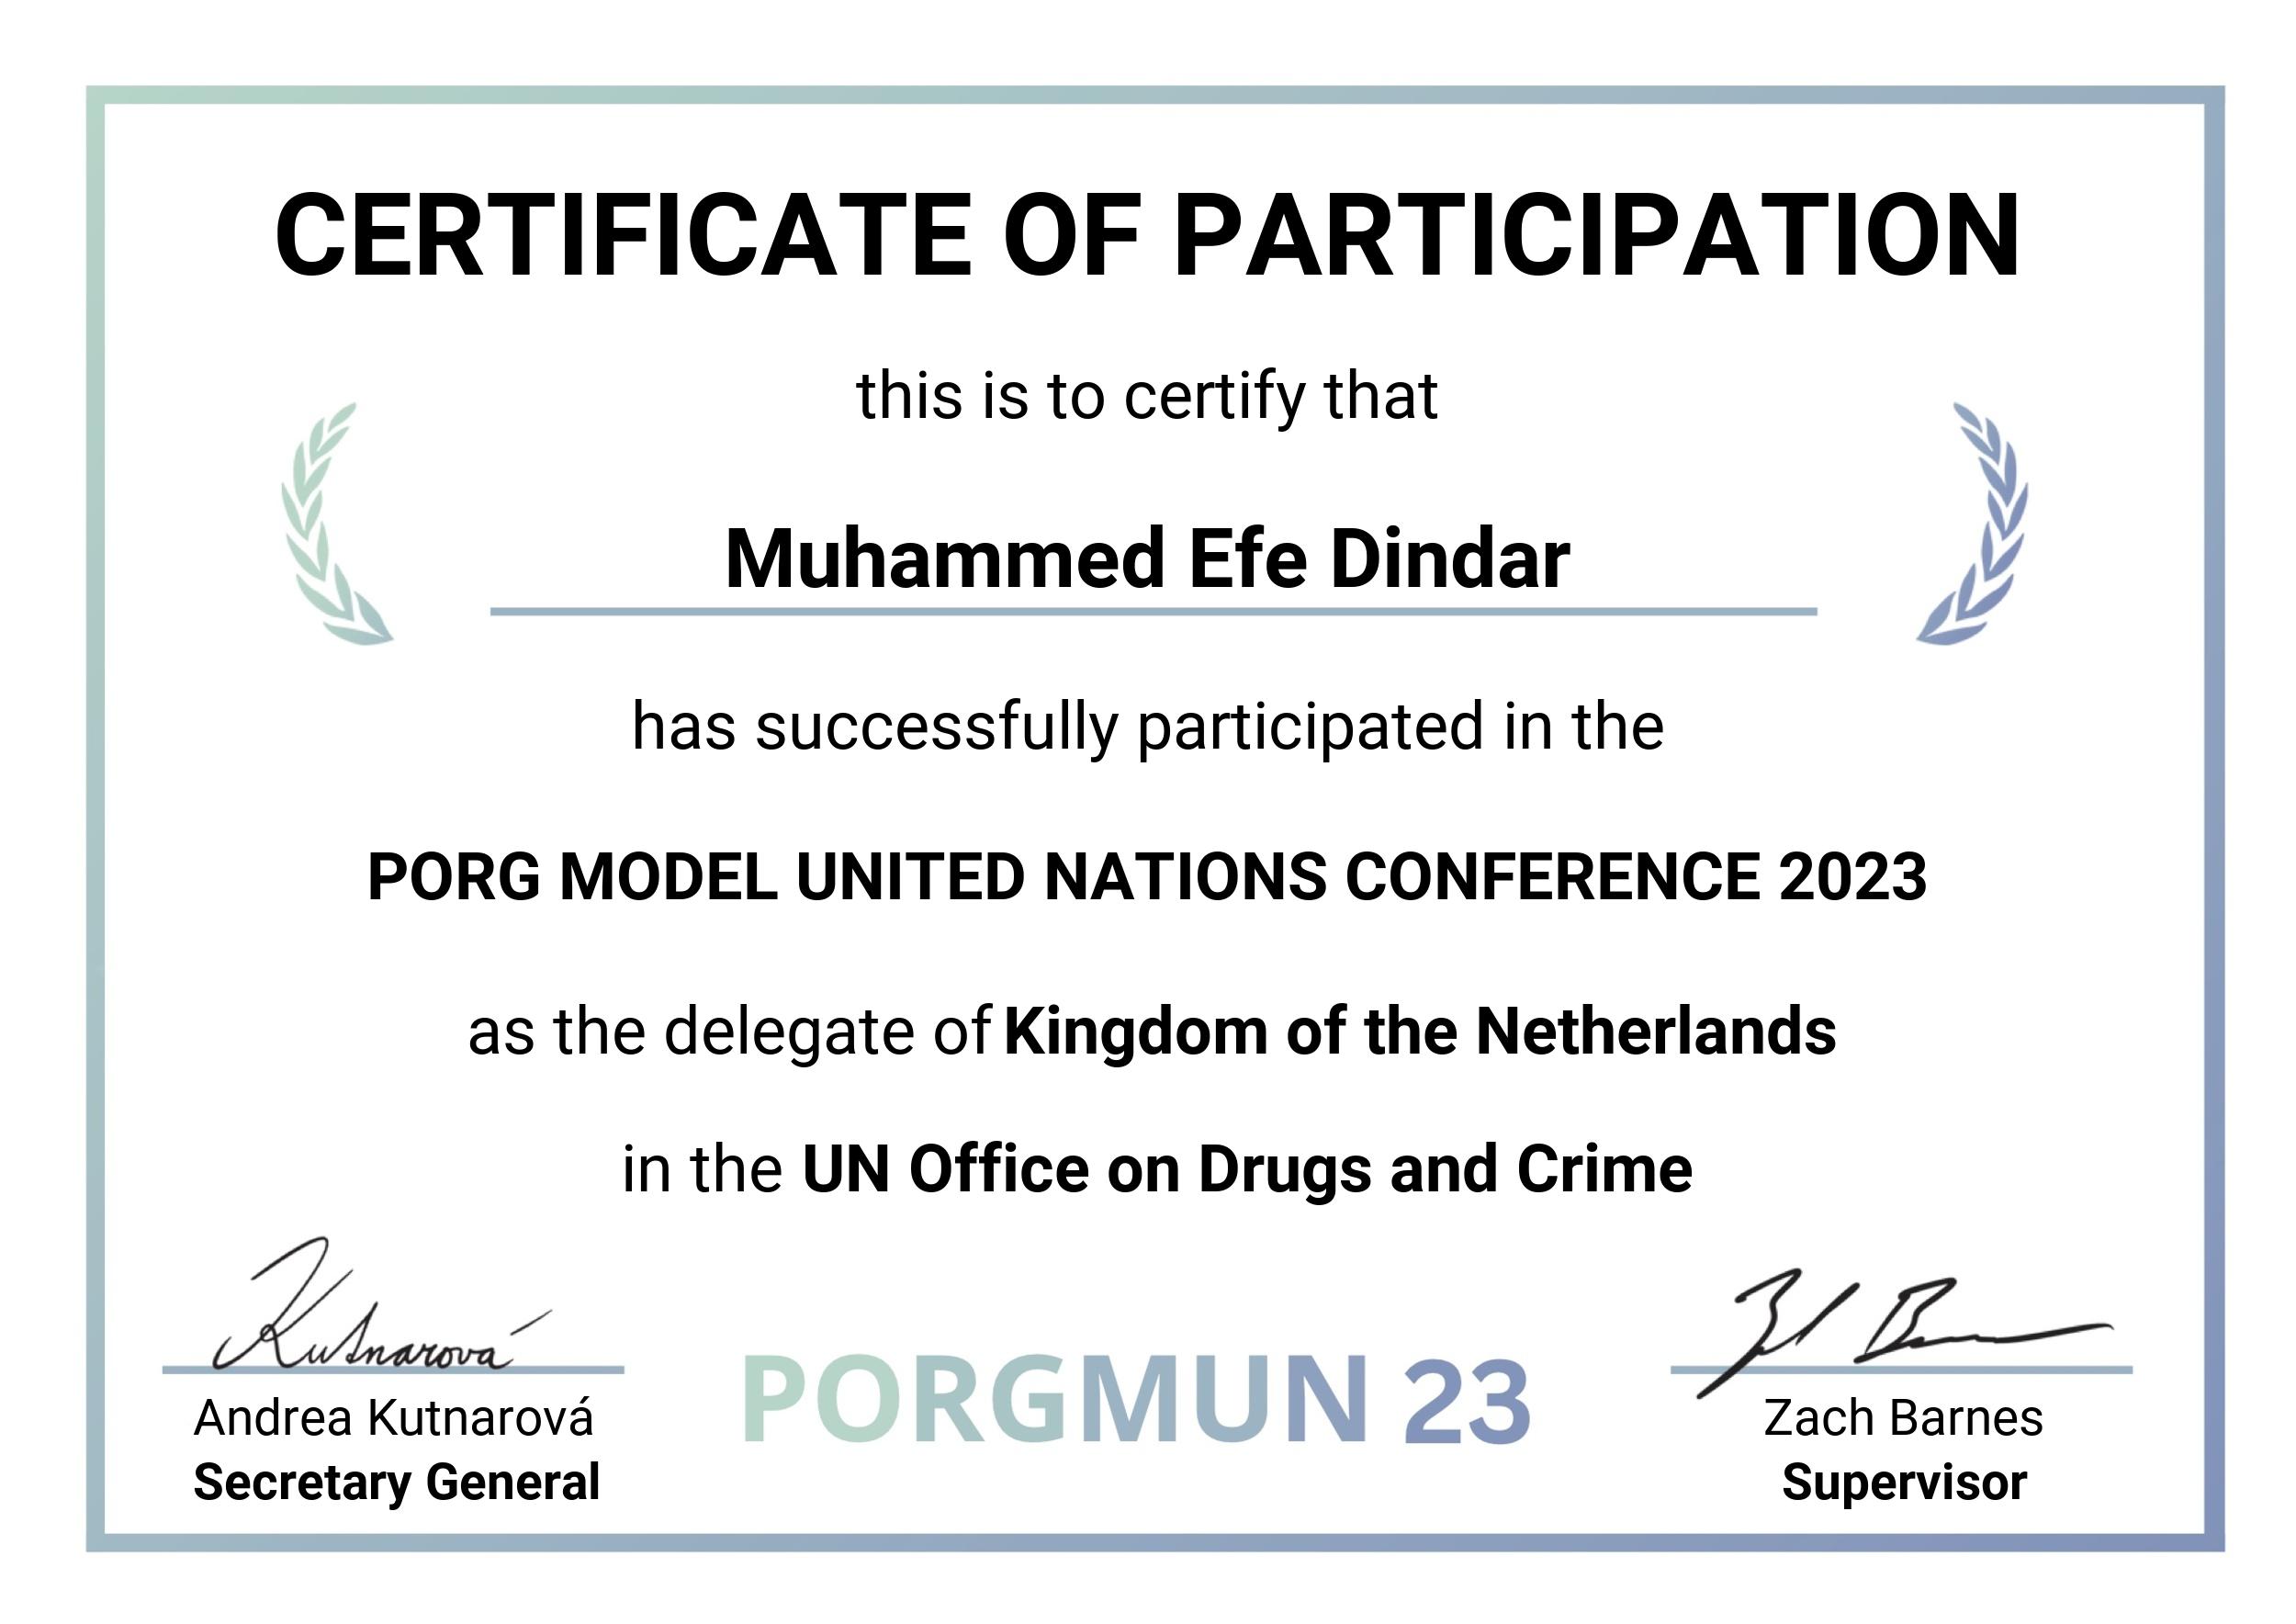 CERTIFICATE OF PARTICIPATION
this is to certify that
Muhammed Efe Dindar
has successfully participated in the
PORG MODEL UNITED NATIONS CONFERENCE 2023
as the delegate of Kingdom of the Netherlands
in the UN Office on Drugs and Crime
Kutnarová
Andrea Kutnarová
Secretary General
PORGMUN 23
Zach Barnes
Supervisor